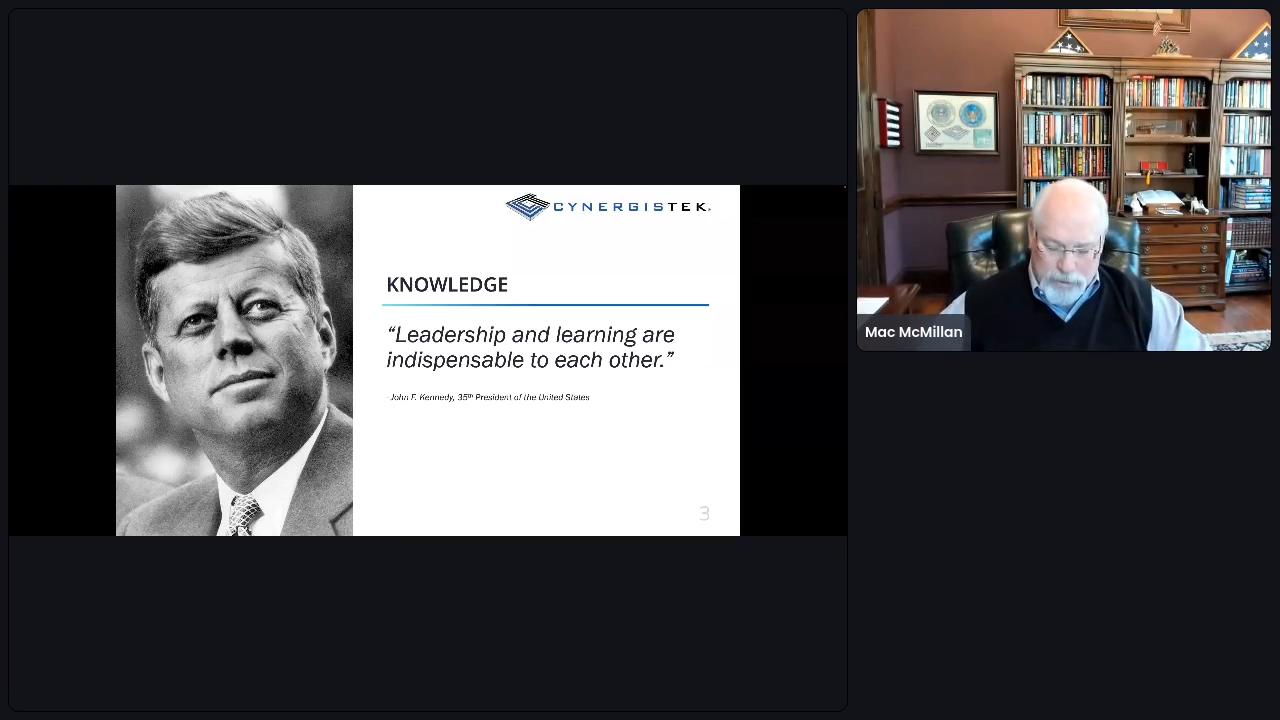 CYNERGISTEK
KNOWLEDGE
“Leadership and learning are
indispensable to each other.”
- John F. Kennedy, 35th President of the United States
3
Mac McMillan